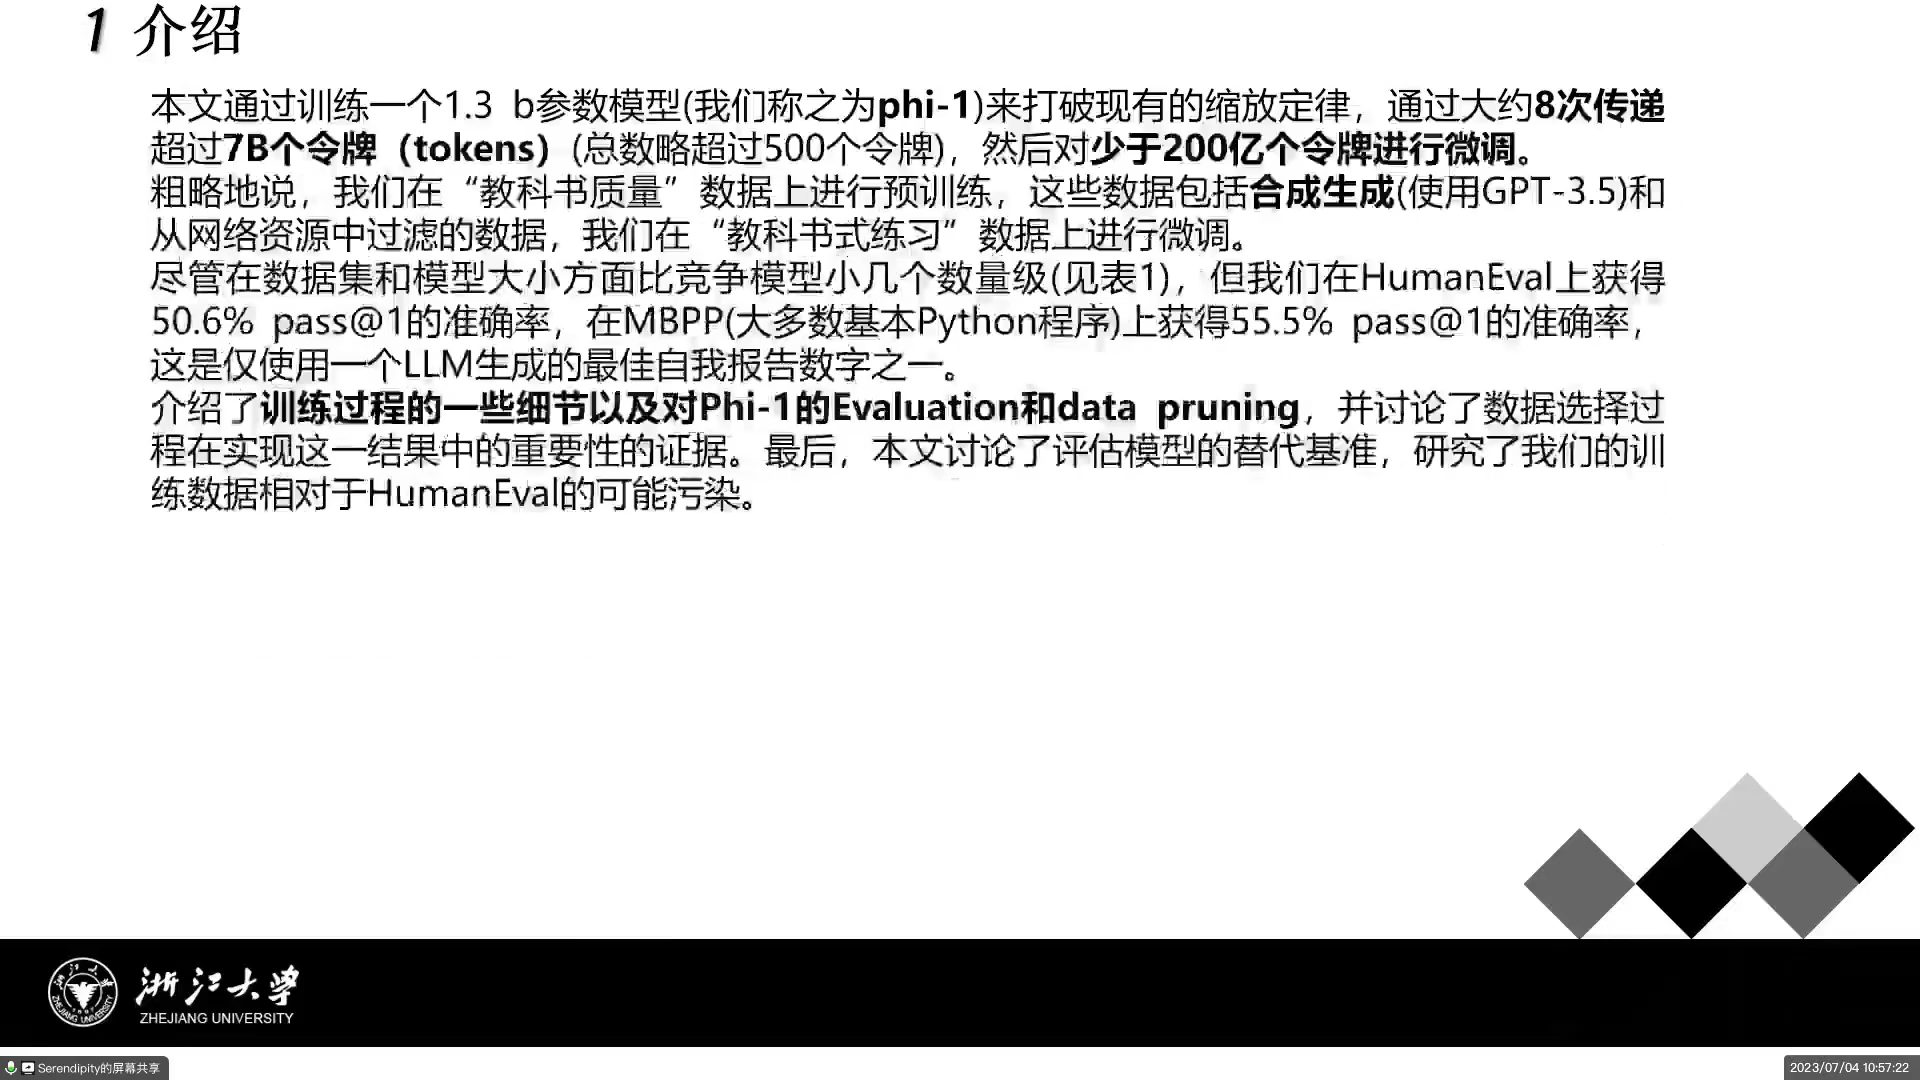 1 介绍
本文通过训练一个1.3 b参数模型(我们称之为phi-1)来打破现有的缩放定律，通过大约8次传递
超过7B个令牌（tokens）(总数略超过500个令牌)，然后对少于200亿个令牌进行微调。
粗略地说，我们在“教科书质量”数据上进行预训练，这些数据包括合成生成(使用GPT-3.5)和
从网络资源中过滤的数据，我们在“教科书式练习”数据上进行微调。
尽管在数据集和模型大小方面比竞争模型小几个数量级(见表1)，但我们在HumanEval上获得
50.6% pass@1的准确率，在MBPP(大多数基本Python程序)上获得55.5% pass@1的准确率，
这是仅使用一个LLM生成的最佳自我报告数字之一。
介绍了训练过程的一些细节以及对Phi-1的Evaluation和data pruning，并讨论了数据选择过
程在实现这一结果中的重要性的证据。最后，本文讨论了评估模型的替代基准，研究了我们的训
练数据相对于HumanEval的可能污染。
浙江大学
ZHEJIANG UNIVERSITY
Serendipity的屏幕共享
2023/07/04 10:57:22